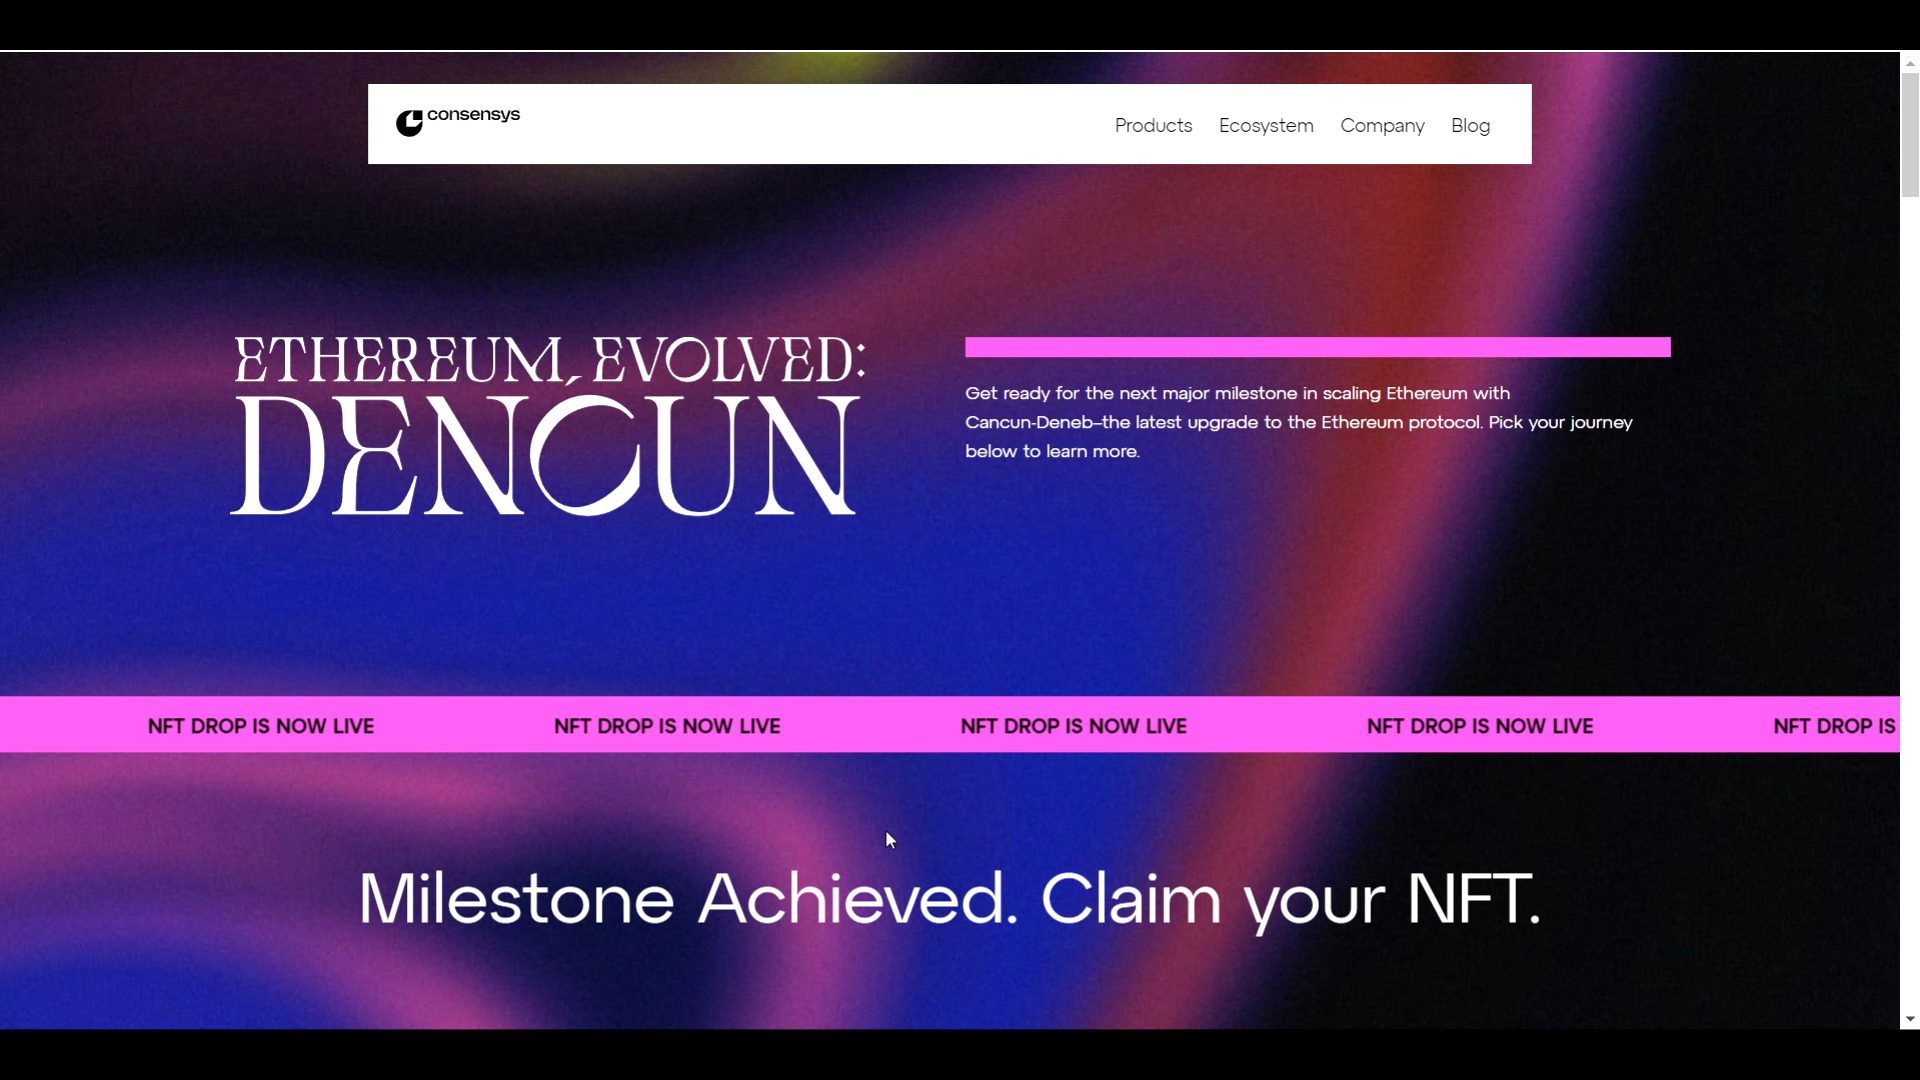 consensys
Products Ecosystem Company Blog
ETHEREUM, EVOLVED:
DENCUN
Get ready for the next major milestone in scaling Ethereum with
Cancun-Deneb–the latest upgrade to the Ethereum protocol. Pick your journey
below to learn more.
NFT DROP IS NOW LIVE NFT DROP IS NOW LIVE NFT DROP IS NOW LIVE NFT DROP IS NOW LIVE NFT DROP IS
Milestone Achieved. Claim your NFT.